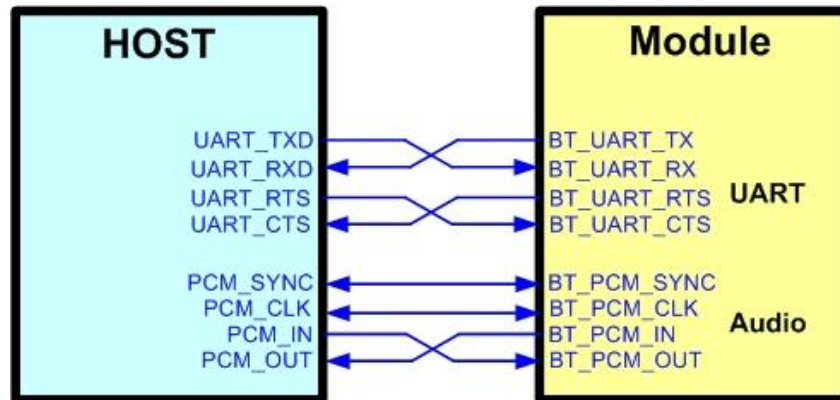 HOST
Module
UART_TXD
BT_UART_TX
UART_RXD
BT_UART_RX
UART_RTS
BT_UART_RTS
UART
UART_CTS
BT_UART_CTS
PCM_SYNC
BT_PCM_SYNC
PCM_CLK
BT_PCM_CLK
Audio
PCM_IN
BT_PCM_IN
PCM_OUT
BT_PCM_OUT